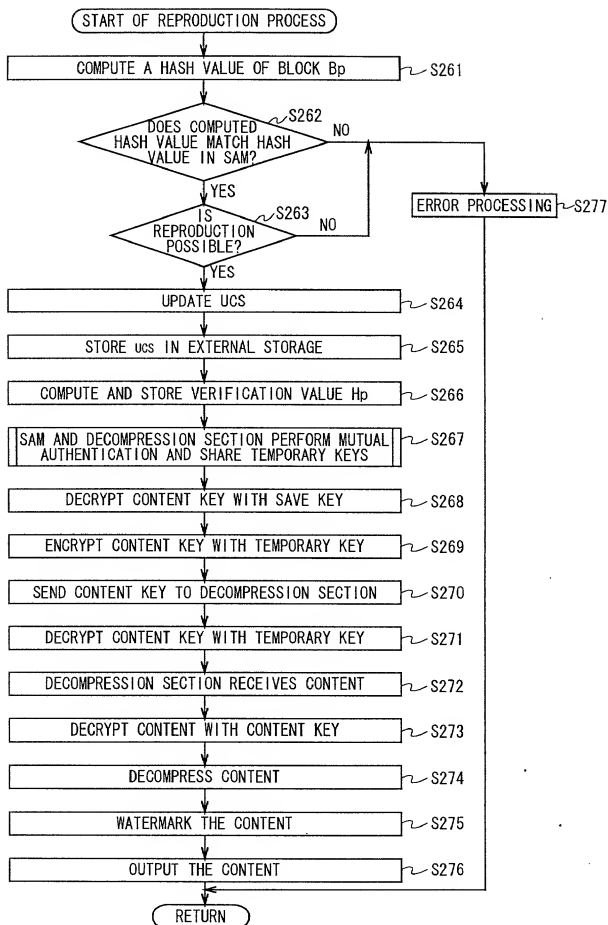 START OF REPRODUCTION PROCESS
COMPUTE A HASH VALUE OF BLOCK Bp
S261
S262
DOES COMPUTED
HASH VALUE MATCH HASH
VALUE IN SAM?
NO
YES
S263
IS
REPRODUCTION
POSSIBLE?
NO
YES
ERROR PROCESSING
S277
UPDATE UCS
S264
STORE UCS IN EXTERNAL STORAGE
S265
COMPUTE AND STORE VERIFICATION VALUE Hp
S266
SAM AND DECOMPRESSION SECTION PERFORM MUTUAL
AUTHENTICATION AND SHARE TEMPORARY KEYS
S267
DECRYPT CONTENT KEY WITH SAVE KEY
S268
ENCRYPT CONTENT KEY WITH TEMPORARY KEY
S269
SEND CONTENT KEY TO DECOMPRESSION SECTION
S270
DECRYPT CONTENT KEY WITH TEMPORARY KEY
S271
DECOMPRESSION SECTION RECEIVES CONTENT
S272
DECRYPT CONTENT WITH CONTENT KEY
S273
DECOMPRESS CONTENT
S274
WATERMARK THE CONTENT
S275
OUTPUT THE CONTENT
S276
RETURN